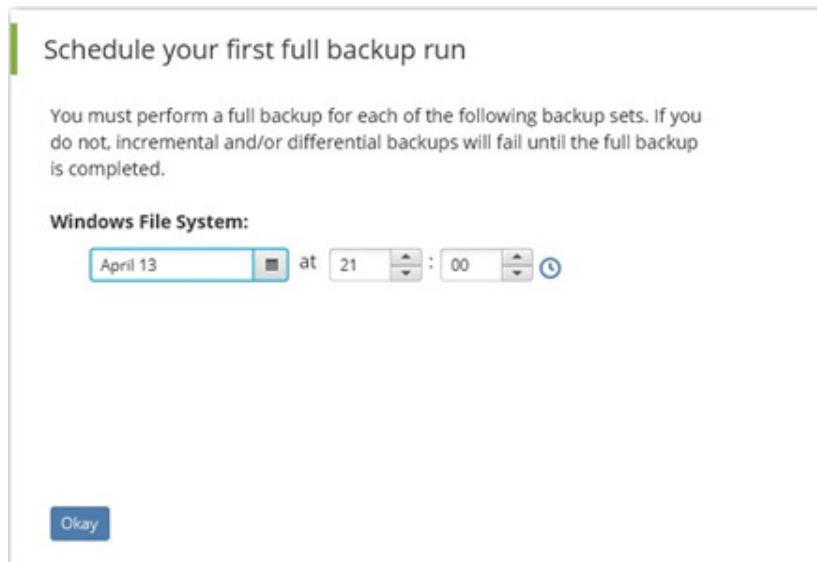 Schedule your first full backup run
You must perform a full backup for each of the following backup sets. If you
do not, incremental and/or differential backups will fail until the full backup
is completed.
Windows File System:
April 13 at 21 : 00
Okay